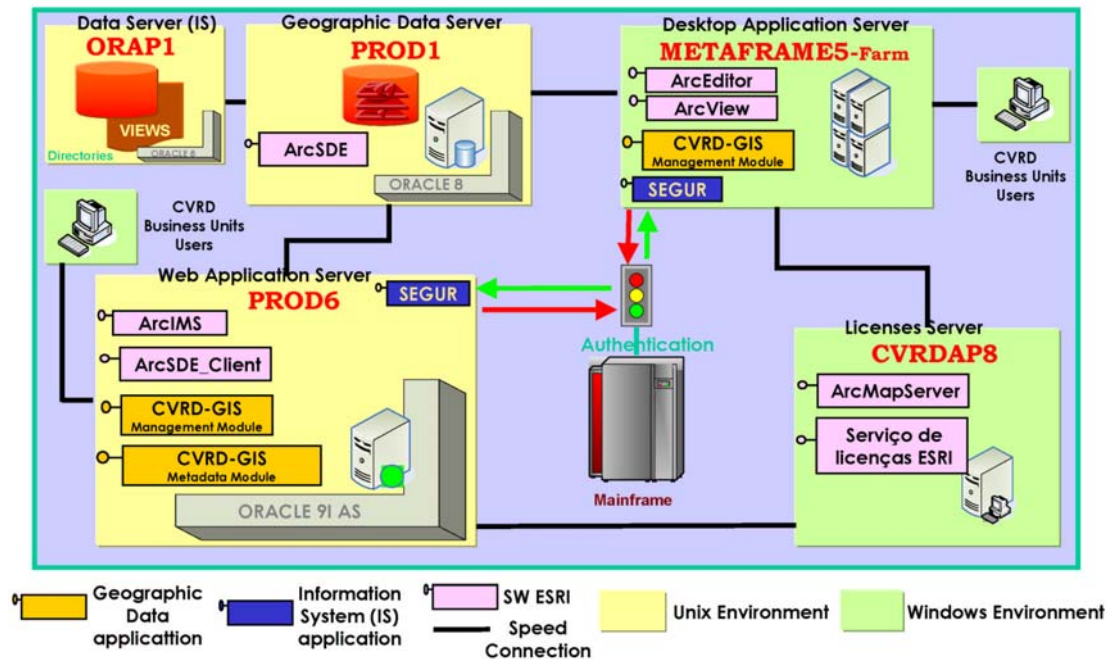 Data Server (IS)
ORAP1
VIEWS
Directories
ORACLE 8
Geographic Data Server
PROD1
ArcSDE
ORACLE 8
Desktop Application Server
METAFRAME5-Farm
ArcEditor
ArcView
CVRD-GIS
Management Module
SEGUR
CVRD
Business Units
Users
CVRD
Business Units
Users
Web Application Server
PROD6
SEGUR
ArcIMS
ArcSDE_Client
CVRD-GIS
Management Module
CVRD-GIS
Metadata Module
ORACLE 9I AS
Authentication
Mainframe
Licenses Server
CVRDAP8
ArcMapServer
Serviço de
licenças ESRI
Geographic
Data
applicattion
Information
System (IS)
application
SW ESRI
Speed
Connection
Unix Environment
Windows Environment